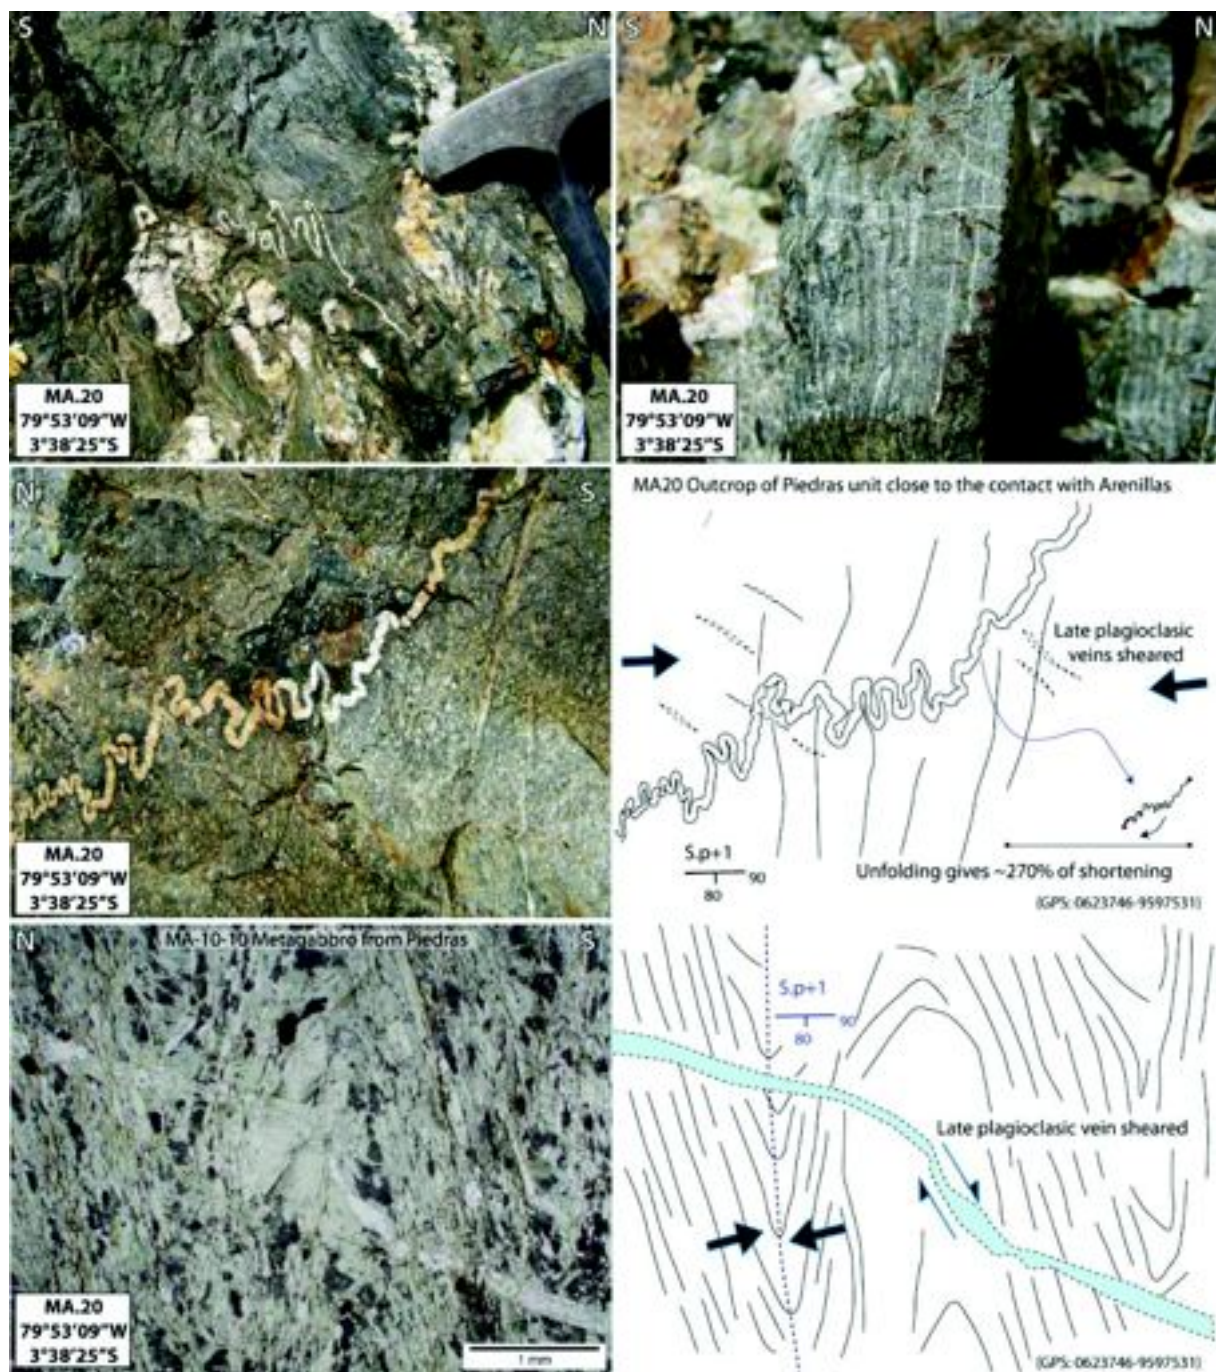 S
N
MA.20
79°53'09"W
3°38'25"S
S
N
MA.20
79°53'09"W
3°38'25"S
N
S
MA.20
79°53'09"W
3°38'25"S
MA20 Outcrop of Piedras unit close to the contact with Arenillas
Late plagioclasic
veins sheared
S.p+1
90
80
Unfolding gives ~270% of shortening
(GPS: 0623746-9597531)
N
MA-10-10 Metagabbro from Piedras
S
MA.20
79°53'09"W
3°38'25"S
1 mm
S.p+1
90
80
Late plagioclasic vein sheared
(GPS: 0623746-9597531)